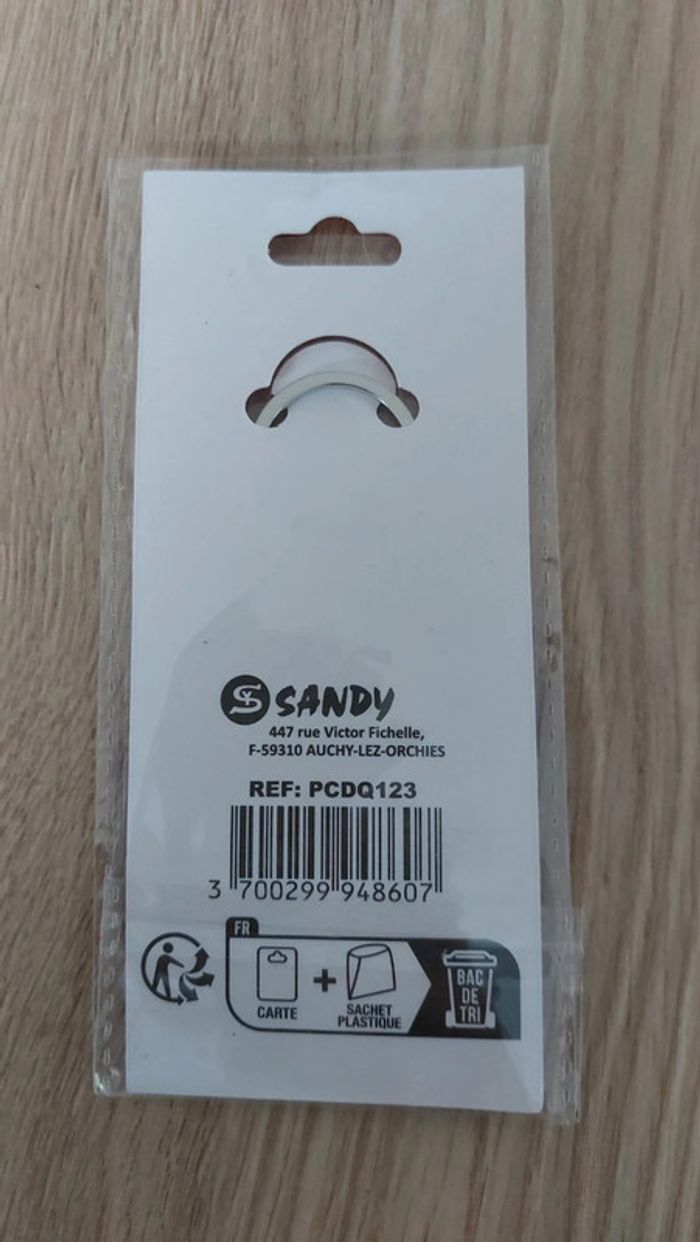 SY SANDY
447 rue Victor Fichelle,
F-59310 AUCHY-LEZ-ORCHIES
REF: PCDQ123
3 700299 948607
FR
CARTE
+
SACHET
PLASTIQUE
BAC
DE
TRI